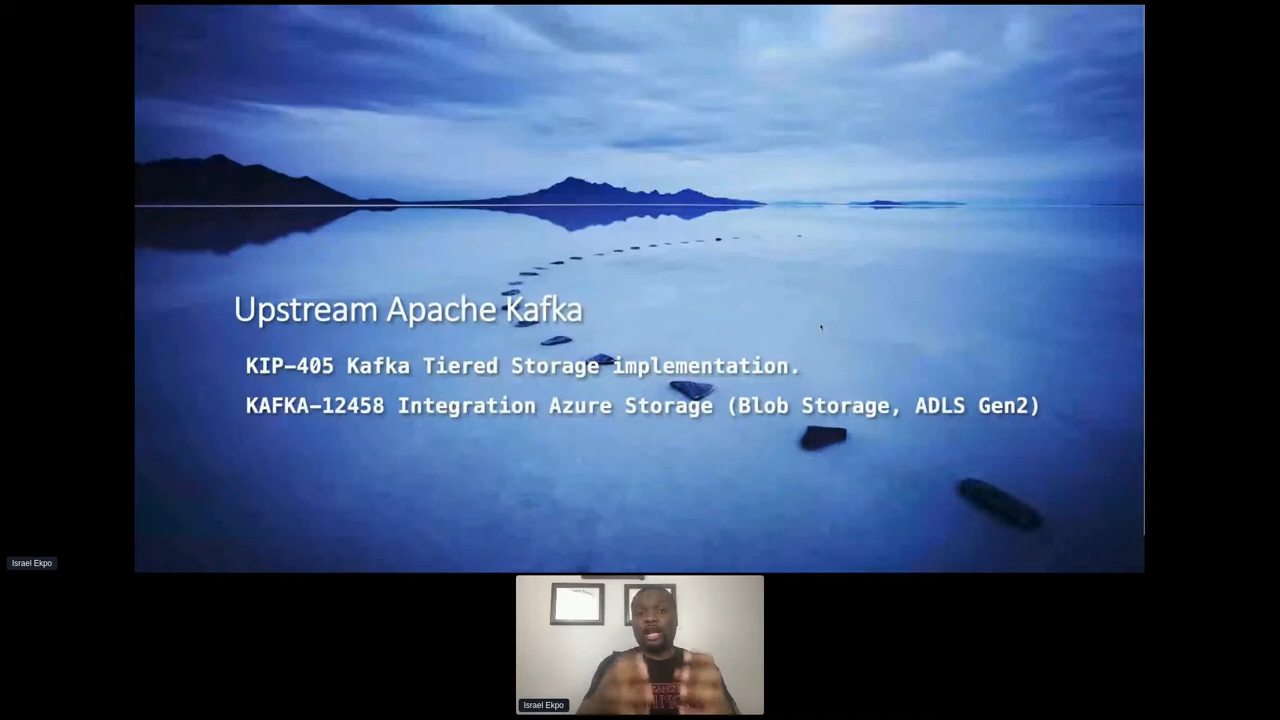 Upstream Apache Kafka
KIP-405 Kafka Tiered Storage implementation.
KAFKA-12458 Integration Azure Storage (Blob Storage, ADLS Gen2)
Israel Ekpo
Israel Ekpo